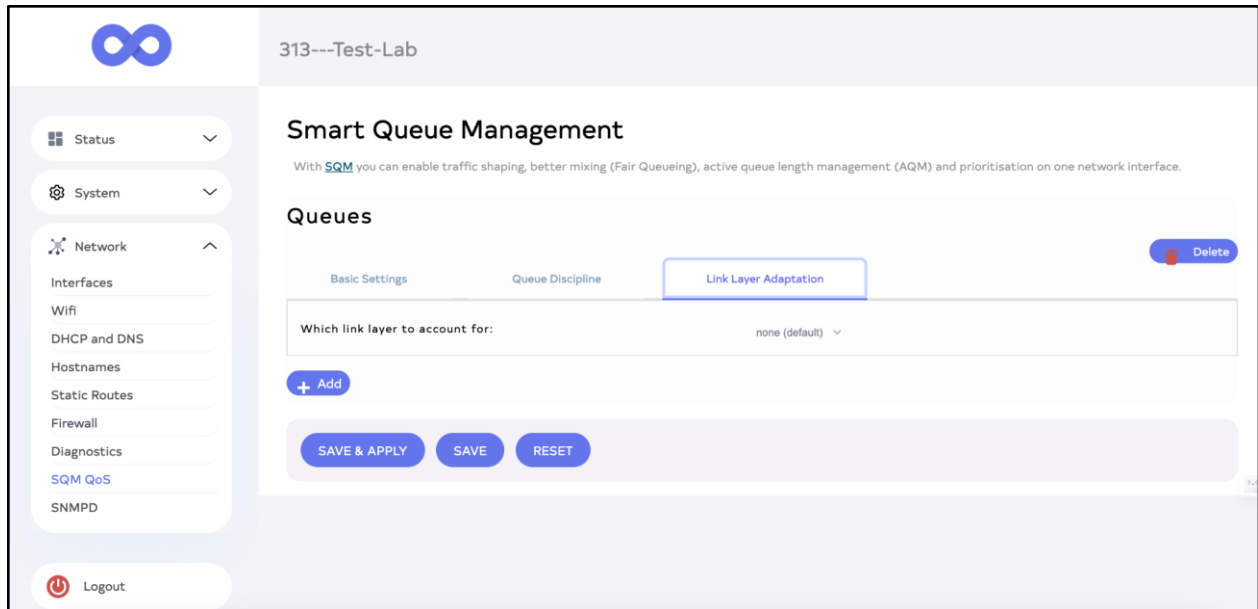 313---Test-Lab
Status
System
Network
Interfaces
Wifi
DHCP and DNS
Hostnames
Static Routes
Firewall
Diagnostics
SQM QoS
SNMPD
Logout
Smart Queue Management
With SQM you can enable traffic shaping, better mixing (Fair Queueing), active queue length management (AQM) and prioritisation on one network interface.
Queues
Delete
Basic Settings
Queue Discipline
Link Layer Adaptation
Which link layer to account for:
none (default)
+ Add
SAVE & APPLY
SAVE
RESET